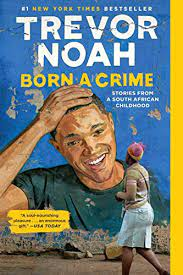 #1 NEW YORK TIMES BESTSELLER
TREVOR
NOAH
BORN A CRIME
STORIES FROM
A SOUTH AFRICAN
CHILDHOOD
"A soul-nourishing
pleasure . . . an enormous
gift." —USA TODAY